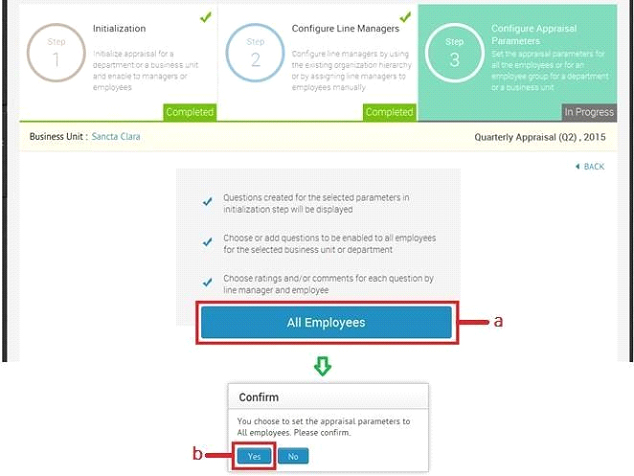 Step
1
Initialization
Initialize appraisal for a
department or a business unit
and enable to managers or
employees
Completed
Step
2
Configure Line Managers
Configure line managers by using
the existing organization hierarchy
or by assigning line managers to
employees manually
Completed
Step
3
Configure Appraisal
Parameters
Set the appraisal parameters for
all the employees or for an
employee group for a department
or a business unit
In Progress
Business Unit : Sancta Clara
Quarterly Appraisal (Q2) , 2015
BACK
Questions created for the selected parameters in
initialization step will be displayed
Choose or add questions to be enabled to all employees
for the selected business unit or department
Choose ratings and/or comments for each question by
line manager and employee
All Employees
a
Confirm
You choose to set the appraisal parameters to
All employees. Please confirm.
b
Yes No